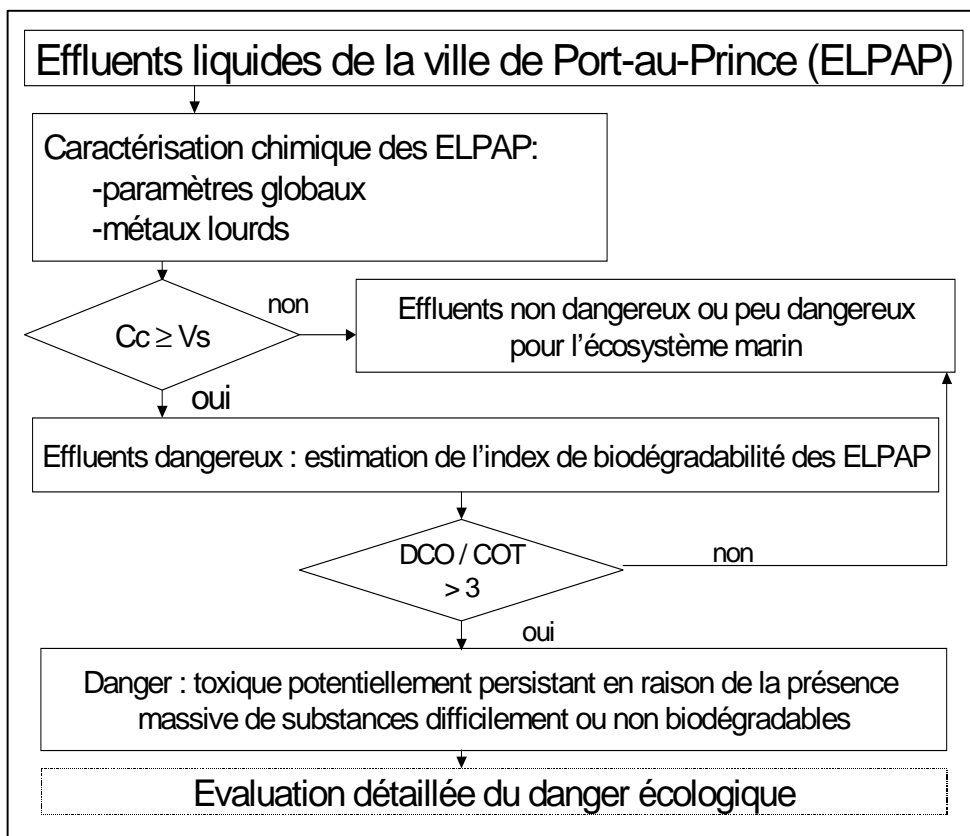 Effluents liquides de la ville de Port-au-Prince (ELPAP)
Caractérisation chimique des ELPAP:
-paramètres globaux
-métaux lourds
Cc ≥ Vs
non
Effluents non dangereux ou peu dangereux
pour l'écosystème marin
oui
Effluents dangereux : estimation de l'index de biodégradabilité des ELPAP
DCO / COT
> 3
non
oui
Danger : toxique potentiellement persistant en raison de la présence
massive de substances difficilement ou non biodégradables
Evaluation détaillée du danger écologique